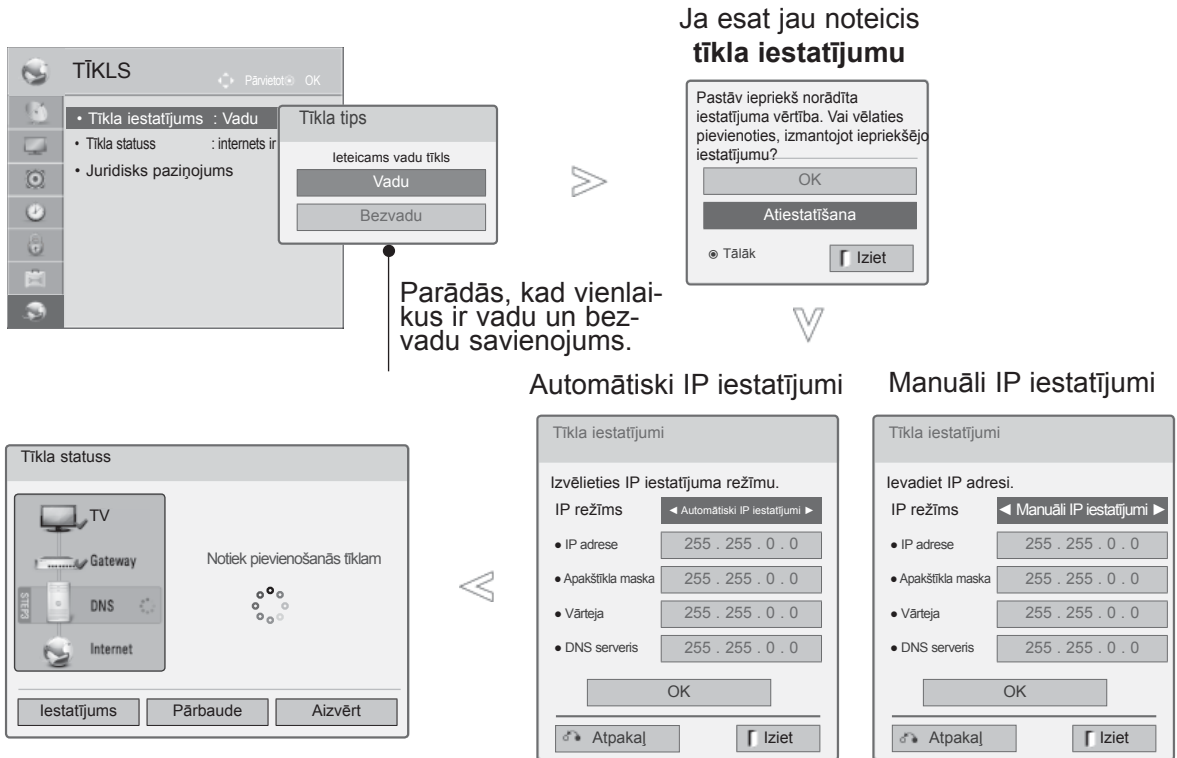 Ja esat jau noteicis
tīkla iestatījumu
TĪKLS
Pārvietot OK
• Tīkla iestatījums : Vadu
• Tīkla statuss : internets ir
• Juridisks paziņojums
Tīkla tips
Ieteicams vadu tīkls
Vadu
Bezvadu
Pastāv iepriekš norādīta
iestatījuma vērtība. Vai vēlaties
pievienoties, izmantojot iepriekšējo
iestatījumu?
OK
Atiestatīšana
◉ Tālāk
Iziet
Parādās, kad vienlai-
kus ir vadu un bez-
vadu savienojums.
Automātiski IP iestatījumi
Manuāli IP iestatījumi
Tīkla statuss
TV
Gateway
STEP3
DNS
Internet
Notiek pievienošanās tīklam
Iestatījums
Pārbaude
Aizvērt
Tīkla iestatījumi
Izvēlieties IP iestatījuma režīmu.
IP režīms ◄ Automātiski IP iestatījumi ►
● IP adrese 255 . 255 . 0 . 0
● Apakštīkla maska 255 . 255 . 0 . 0
● Vārteja 255 . 255 . 0 . 0
● DNS serveris 255 . 255 . 0 . 0
OK
Atpakaļ
Iziet
Tīkla iestatījumi
Ievadiet IP adresi.
IP režīms ◄ Manuāli IP iestatījumi ►
● IP adrese 255 . 255 . 0 . 0
● Apakštīkla maska 255 . 255 . 0 . 0
● Vārteja 255 . 255 . 0 . 0
● DNS serveris 255 . 255 . 0 . 0
OK
Atpakaļ
Iziet